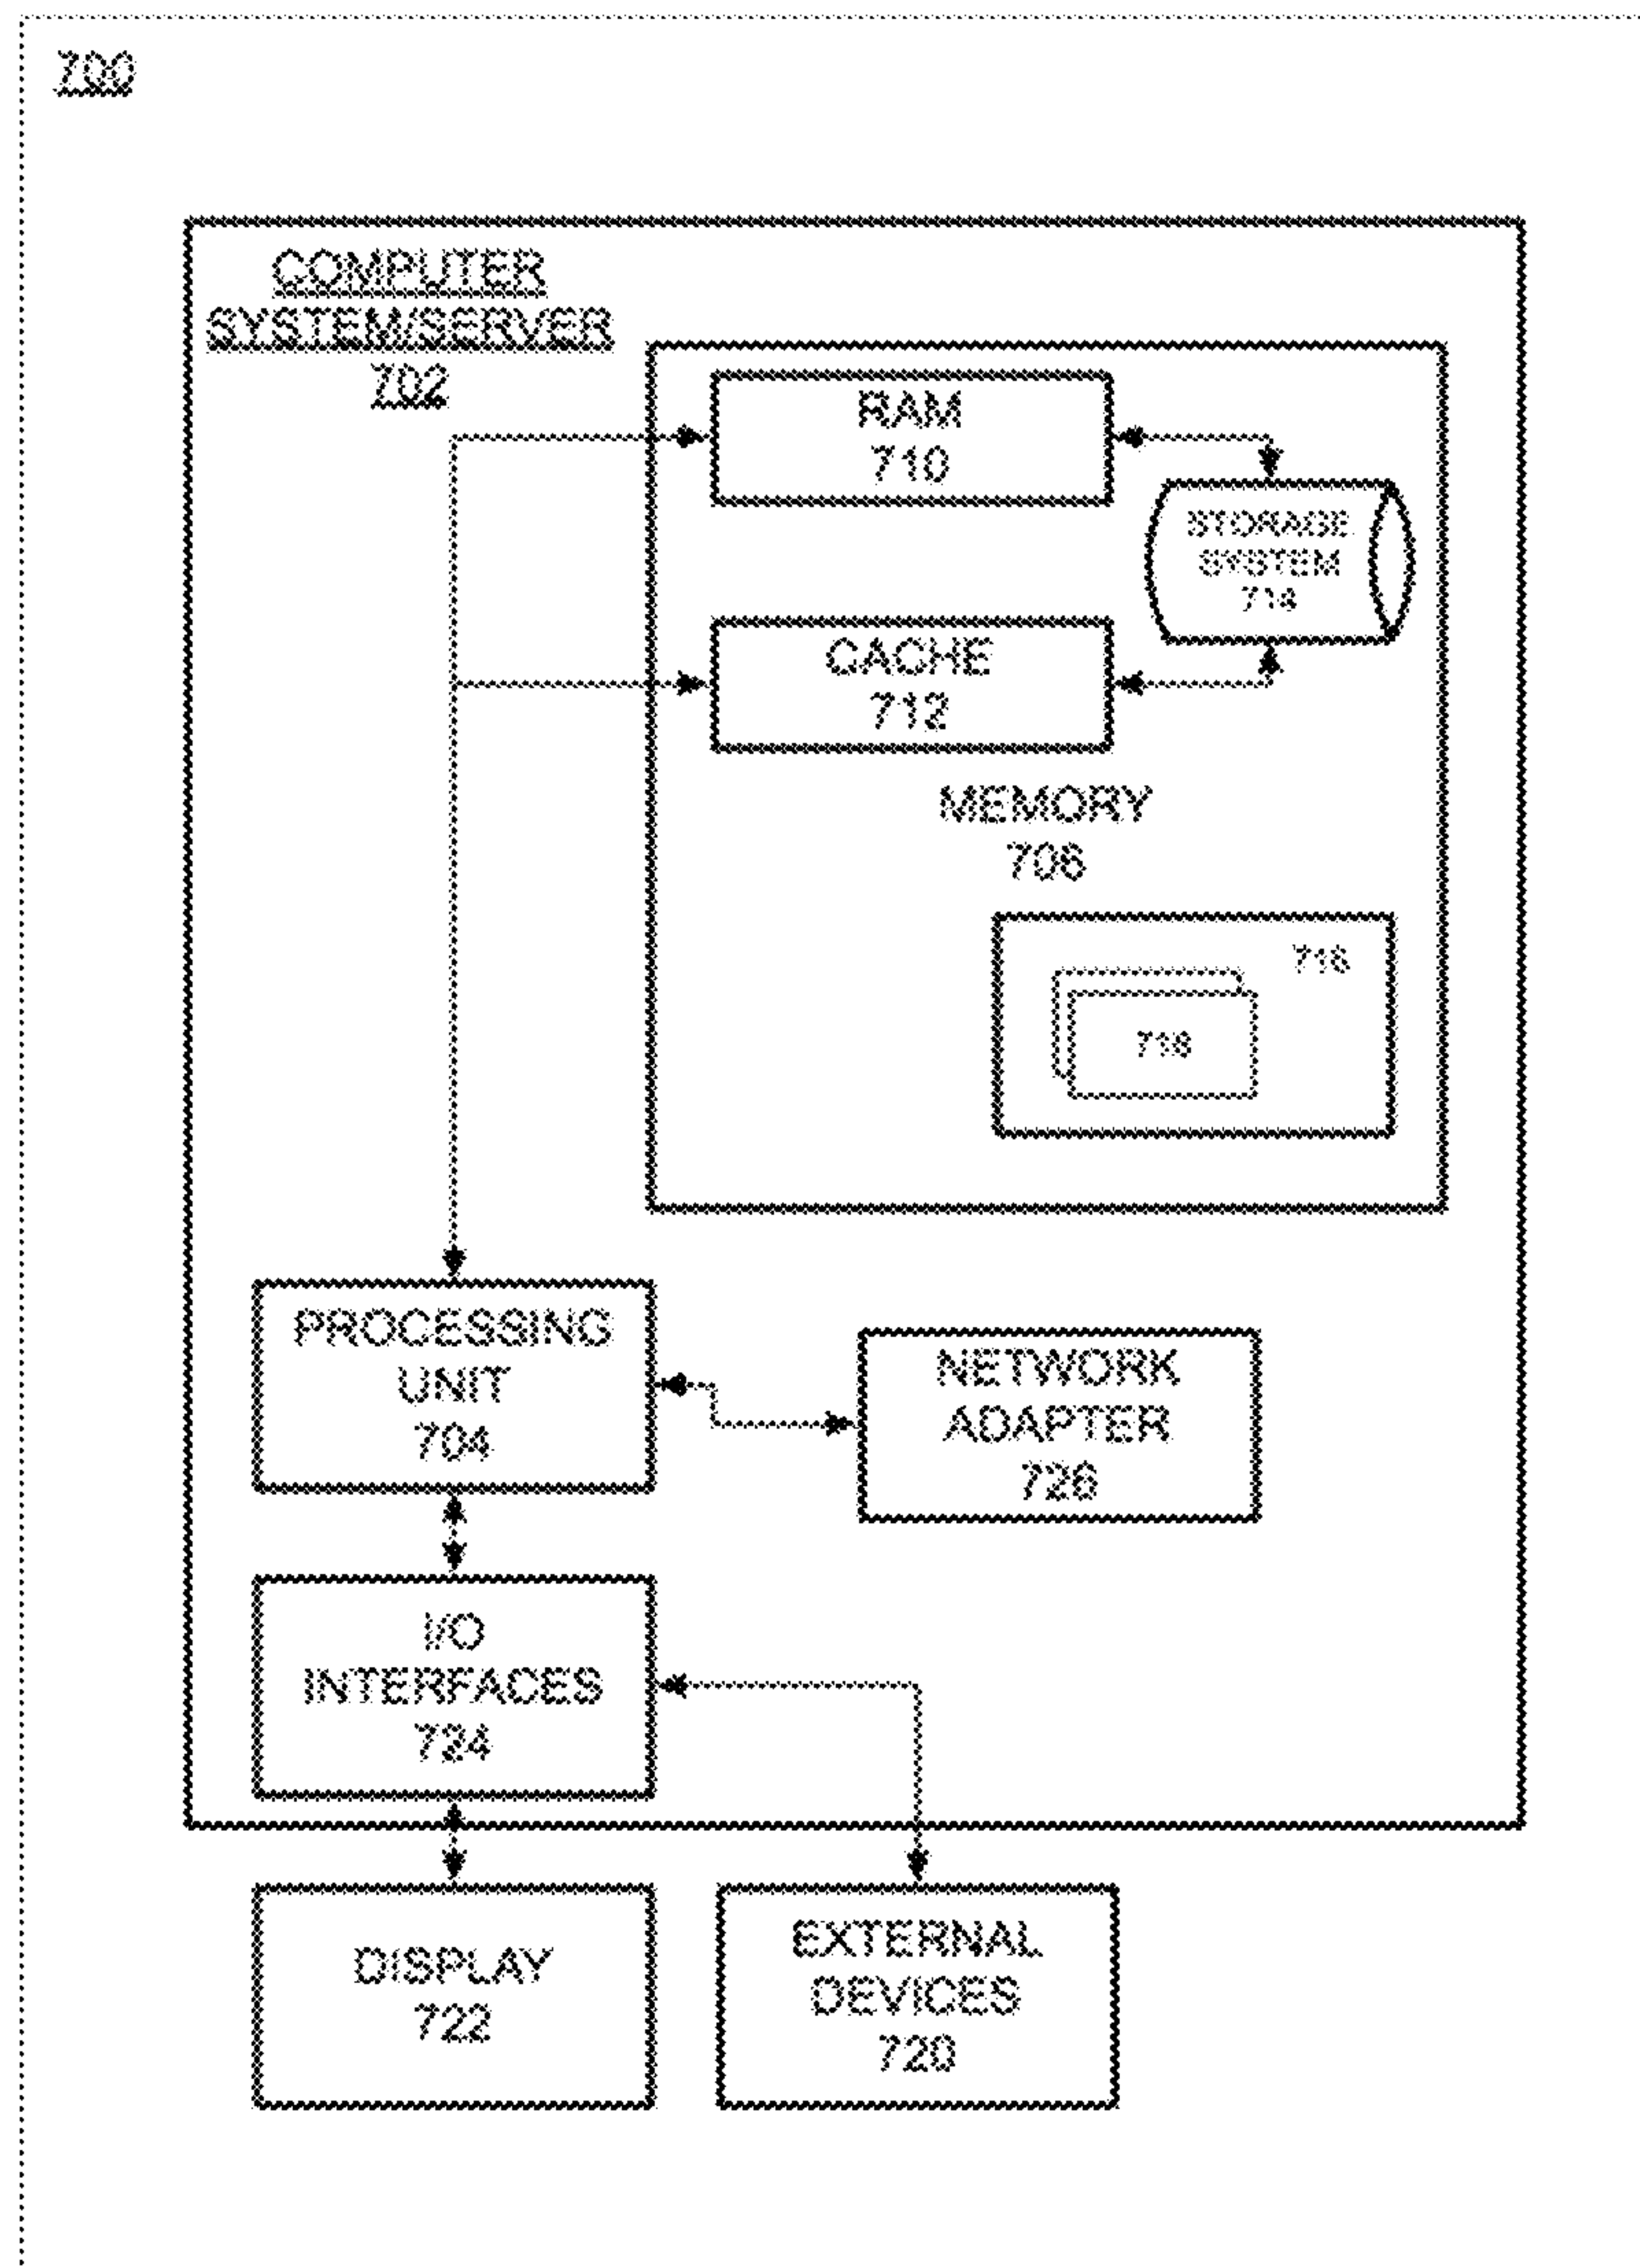 700
COMPUTER
SYSTEM/SERVER
702
RAM
710
STORAGE
SYSTEM
714
CACHE
712
MEMORY
706
716
718
PROCESSING
UNIT
704
NETWORK
ADAPTER
726
I/O
INTERFACES
724
DISPLAY
722
EXTERNAL
DEVICES
720